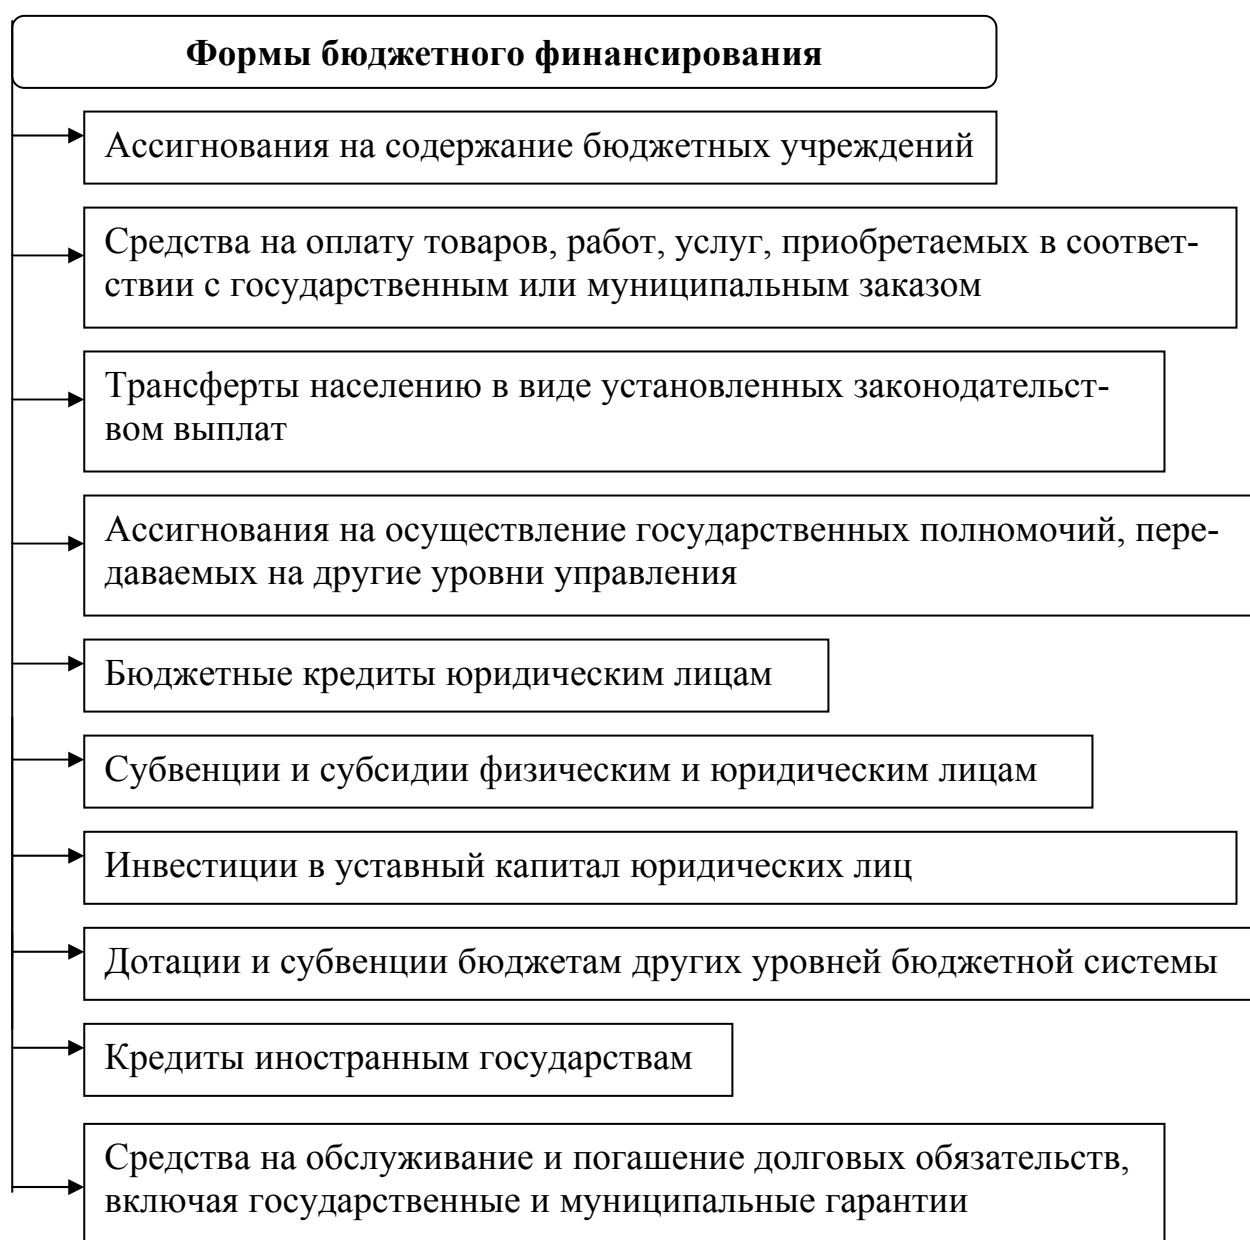 Формы бюджетного финансирования
Ассигнования на содержание бюджетных учреждений
Средства на оплату товаров, работ, услуг, приобретаемых в соответ-
ствии с государственным или муниципальным заказом
Трансферты населению в виде установленных законодательст-
вом выплат
Ассигнования на осуществление государственных полномочий, пере-
даваемых на другие уровни управления
Бюджетные кредиты юридическим лицам
Субвенции и субсидии физическим и юридическим лицам
Инвестиции в уставный капитал юридических лиц
Дотации и субвенции бюджетам других уровней бюджетной системы
Кредиты иностранным государствам
Средства на обслуживание и погашение долговых обязательств,
включая государственные и муниципальные гарантии